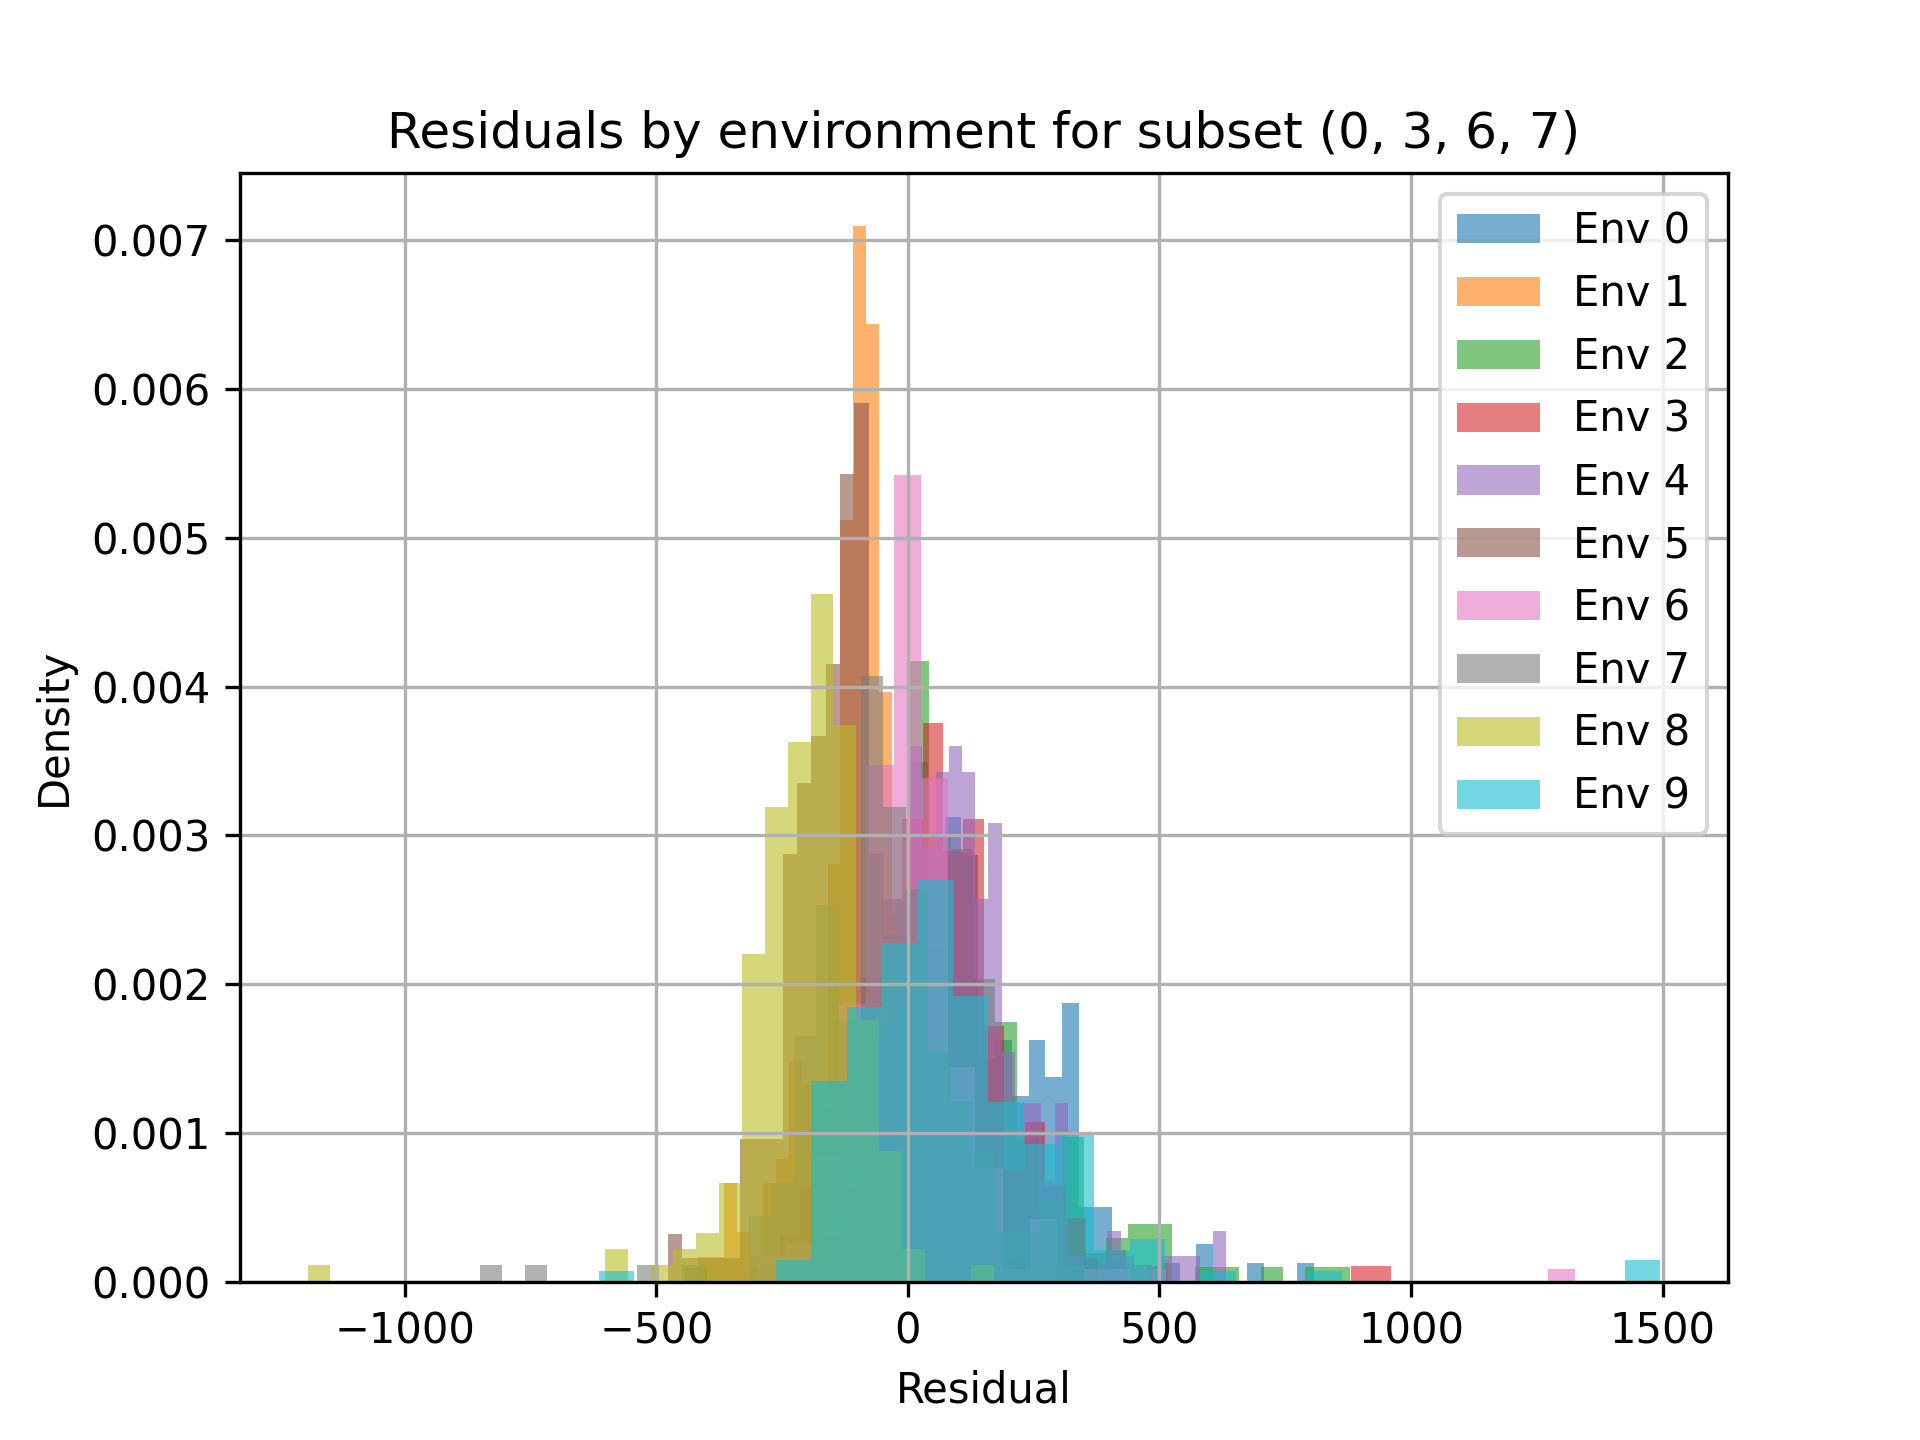 Residuals by environment for subset (0, 3, 6, 7)
0.007
0.006
0.005
0.004
0.003
0.002
0.001
0.000
Density
Env 0
Env 1
Env 2
Env 3
Env 4
Env 5
Env 6
Env 7
Env 8
Env 9
−1000
−500
0
500
1000
1500
Residual